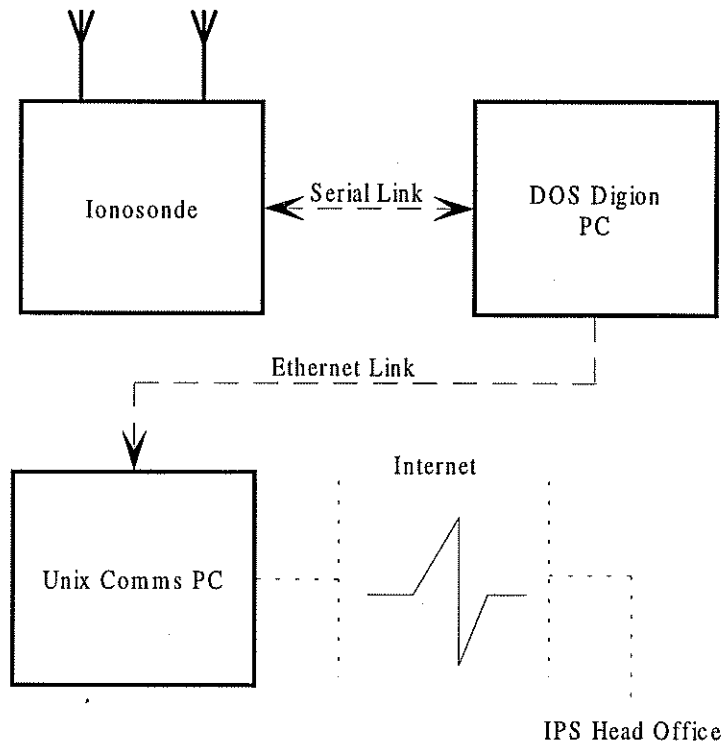 Ionosonde
Serial Link
DOS Digion
PC
Ethernet Link
Internet
Unix Comms PC
IPS Head Office